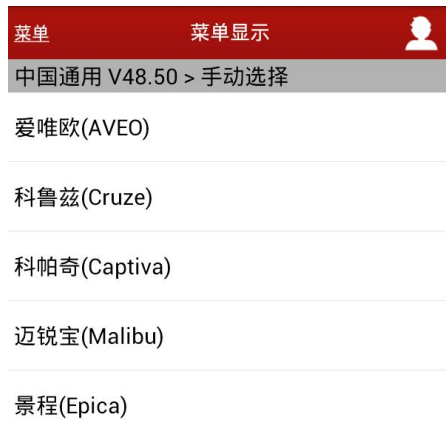 菜单 菜单显示
中国通用 V48.50 > 手动选择
爱唯欧(AVEO)
科鲁兹(Cruze)
科帕奇(Captiva)
迈锐宝(Malibu)
景程(Epica)